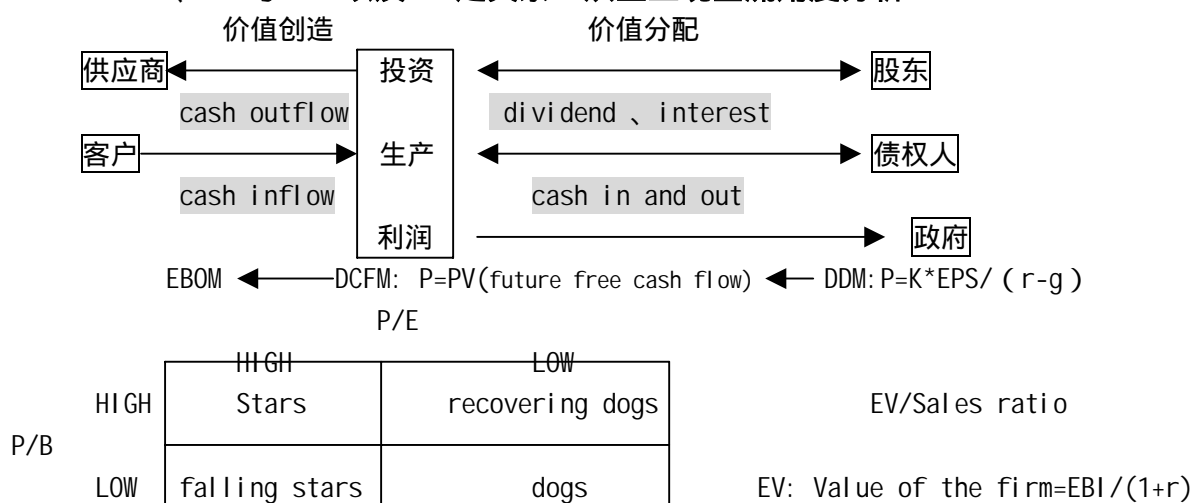 价值创造 价值分配
供应商 投资 股东
cash outflow dividend 、interest
客户 生产 债权人
cash inflow cash in and out
利润 政府
EBOM DCFM: P=PV(future free cash flow) DDM:P=K*EPS/（r-g）
P/E
HIGH LOW
HIGH Stars recovering dogs EV/Sales ratio
P/B
LOW falling stars dogs EV: Value of the firm=EBI/(1+r)